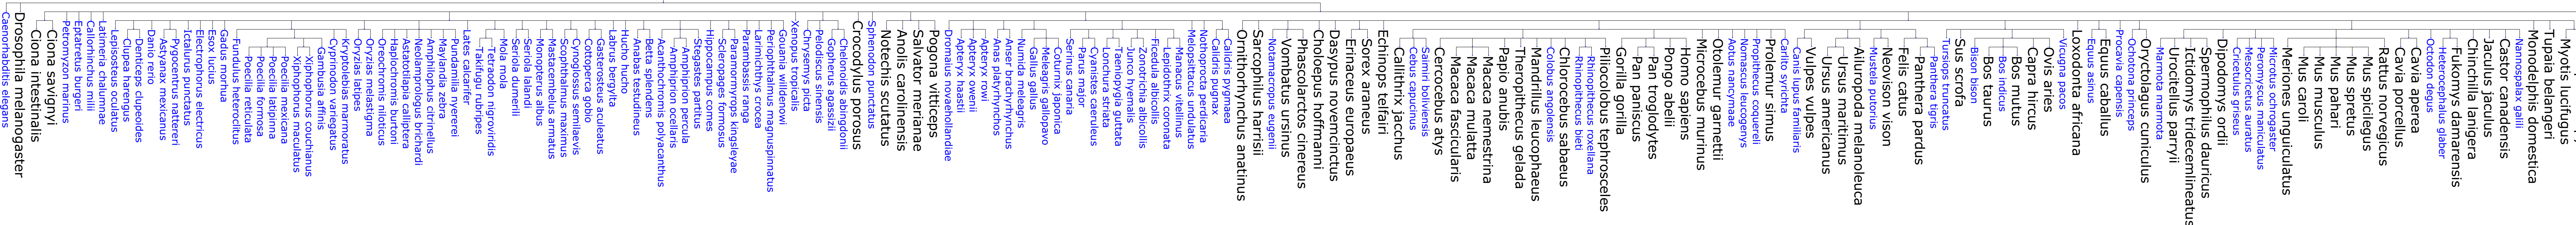 Caenorhabditis elegans
Drosophila melanogaster
Ciona intestinalis
Ciona savignyi
Petromyzon marinus
Eptatretus burgeri
Callorhinchus milii
Latimeria chalumnae
Lepisosteus oculatus
Clupea harengus
Denticeps clupeoides
Danio rerio
Astyanax mexicanus
Pygocentrus nattereri
Ictalurus punctatus
Electrophorus electricus
Esox lucius
Gadus morhua
Fundulus heteroclitus
Poecilia reticulata
Poecilia formosa
Poecilia latipinna
Poecilia mexicana
Xiphophorus maculatus
Xiphophorus couchianus
Gambusia affinis
Cyprinodon variegatus
Kryptolebias marmoratus
Oryzias latipes
Oryzias melastigma
Oreochromis niloticus
Haplochromis burtoni
Astatotilapia calliptera
Neolamprologus brichardi
Amphilophus citrinellus
Maylandia zebra
Pundamilia nyererei
Lates calcarifer
Takifugu rubripes
Tetraodon nigroviridis
Mola mola
Seriola dumerili
Seriola lalandi
Monopterus albus
Mastacembelus armatus
Scophthalmus maximus
Cynoglossus semilaevis
Cottoperca gobio
Gasterosteus aculeatus
Labrus bergylta
Hucho hucho
Anabas testudineus
Betta splendens
Acanthochromis polyacanthus
Amphiprion ocellaris
Amphiprion percula
Stegastes partitus
Hippocampus comes
Scleropages formosus
Paramormyrops kingsleyae
Parambassis ranga
Larimichthys crocea
Periophthalmus magnuspinnatus
Gouania willdenowi
Xenopus tropicalis
Chrysemys picta
Pelodiscus sinensis
Gopherus agassizii
Chelonoidis abingdonii
Crocodylus porosus
Sphenodon punctatus
Notechis scutatus
Anolis carolinensis
Salvator merianae
Pogona vitticeps
Dromaius novaehollandiae
Apteryx haastii
Apteryx owenii
Apteryx rowi
Anas platyrhynchos
Anser brachyrhynchus
Numida meleagris
Gallus gallus
Meleagris gallopavo
Coturnix japonica
Serinus canaria
Parus major
Cyanistes caeruleus
Lonchura striata
Taeniopygia guttata
Junco hyemalis
Zonotrichia albicollis
Ficedula albicollis
Lepidothrix coronata
Manacus vitellinus
Melopsittacus undulatus
Nothoprocta perdicaria
Calidris pugnax
Calidris pygmaea
Ornithorhynchus anatinus
Sarcophilus harrisii
Notamacropus eugenii
Vombatus ursinus
Phascolarctos cinereus
Choloepus hoffmanni
Dasypus novemcinctus
Erinaceus europaeus
Sorex araneus
Echinops telfairi
Callithrix jacchus
Cebus capucinus
Saimiri boliviensis
Cercocebus atys
Macaca fascicularis
Macaca mulatta
Macaca nemestrina
Papio anubis
Theropithecus gelada
Mandrillus leucophaeus
Chlorocebus sabaeus
Colobus angolensis
Rhinopithecus bieti
Rhinopithecus roxellana
Piliocolobus tephrosceles
Gorilla gorilla
Pan paniscus
Pan troglodytes
Pongo abelii
Homo sapiens
Microcebus murinus
Otolemur garnettii
Aotus nancymaae
Nomascus leucogenys
Propithecus coquereli
Prolemur simus
Carlito syrichta
Canis lupus familiaris
Vulpes vulpes
Ursus americanus
Ursus maritimus
Ailuropoda melanoleuca
Mustela putorius
Neovison vison
Felis catus
Panthera pardus
Panthera tigris
Tursiops truncatus
Sus scrofa
Bison bison
Bos taurus
Bos indicus
Bos mutus
Capra hircus
Ovis aries
Vicugna pacos
Loxodonta africana
Equus asinus
Equus caballus
Procavia capensis
Ochotona princeps
Oryctolagus cuniculus
Marmota marmota
Urocitellus parryii
Ictidomys tridecemlineatus
Spermophilus dauricus
Dipodomys ordii
Cricetulus griseus
Mesocricetus auratus
Peromyscus maniculatus
Microtus ochrogaster
Meriones unguiculatus
Mus caroli
Mus musculus
Mus pahari
Mus spretus
Mus spicilegus
Rattus norvegicus
Cavia porcellus
Cavia aperea
Octodon degus
Heterocephalus glaber
Fukomys damarensis
Chinchilla lanigera
Jaculus jaculus
Castor canadensis
Nannospalax galili
Monodelphis domestica
Tupaia belangeri
Myotis lucifugus